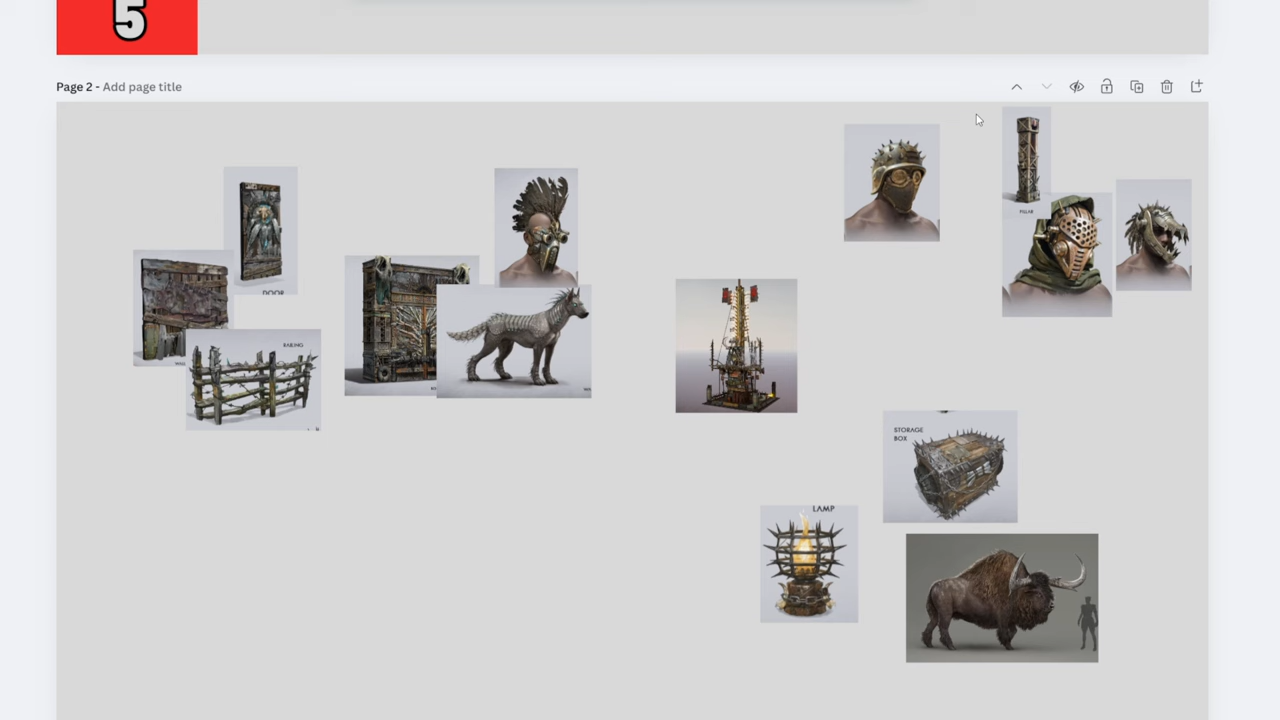 5
Page 2 - Add page title
PILLAR
DOOR
RAILING
STORAGE
BOX
LAMP